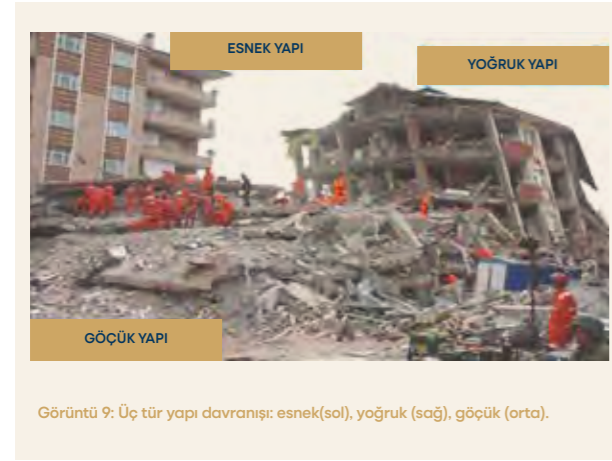 ESNEK YAPI
YOĞRUK YAPI
GÖÇÜK YAPI
Görüntü 9: Üç tür yapı davranışı: esnek(sol), yoğruk (sağ), göçük (orta).